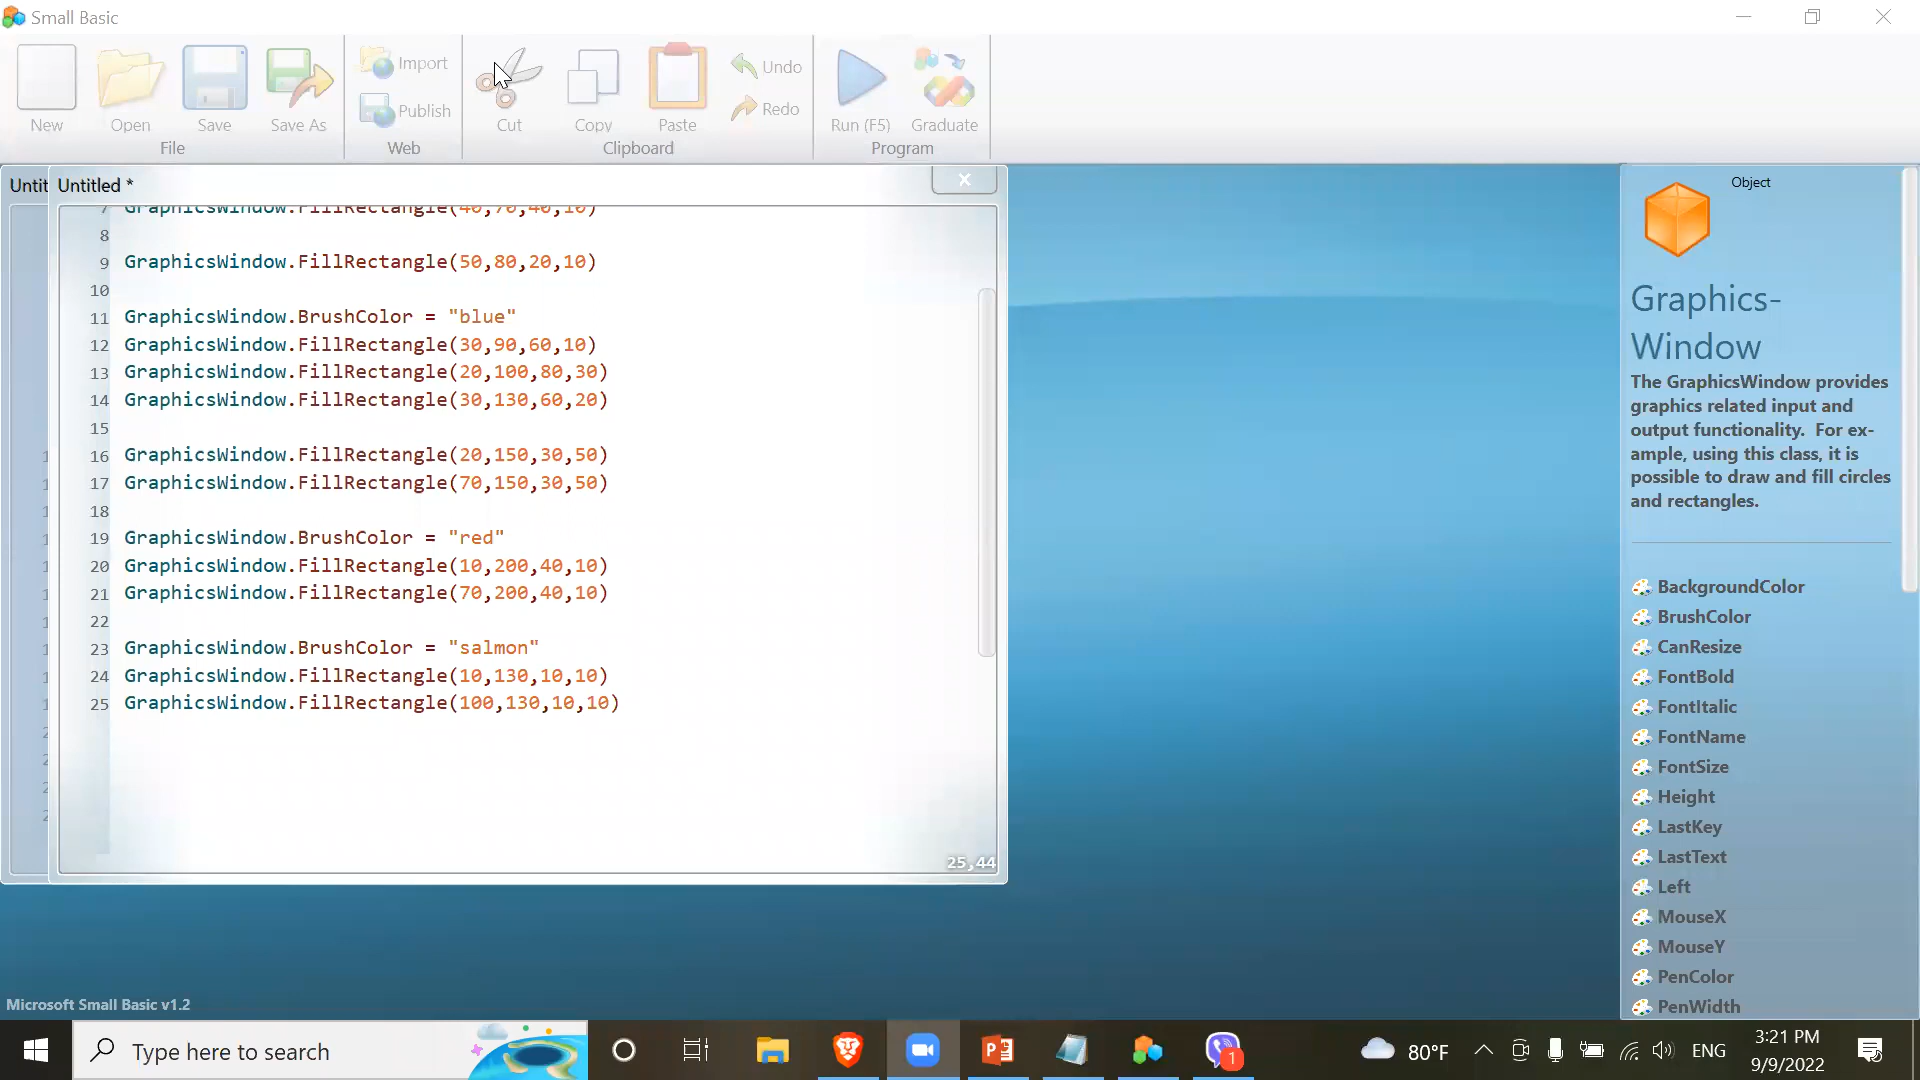 Small Basic
New
Open
Save
Save As
Import
Publish
Cut
Copy
Paste
Undo
Redo
Run (F5)
Graduate
File
Web
Clipboard
Program
Untit
Untitled *
7 GraphicsWindow.FillRectangle(40,70,40,10)
8
9 GraphicsWindow.FillRectangle(50,80,20,10)
10
11 GraphicsWindow.BrushColor = "blue"
12 GraphicsWindow.FillRectangle(30,90,60,10)
13 GraphicsWindow.FillRectangle(20,100,80,30)
14 GraphicsWindow.FillRectangle(30,130,60,20)
15
16 GraphicsWindow.FillRectangle(20,150,30,50)
17 GraphicsWindow.FillRectangle(70,150,30,50)
18
19 GraphicsWindow.BrushColor = "red"
20 GraphicsWindow.FillRectangle(10,200,40,10)
21 GraphicsWindow.FillRectangle(70,200,40,10)
22
23 GraphicsWindow.BrushColor = "salmon"
24 GraphicsWindow.FillRectangle(10,130,10,10)
25 GraphicsWindow.FillRectangle(100,130,10,10)
25,44
Object
Graphics-
Window
The GraphicsWindow provides
graphics related input and
output functionality. For ex-
ample, using this class, it is
possible to draw and fill circles
and rectangles.
BackgroundColor
BrushColor
CanResize
FontBold
FontItalic
FontName
FontSize
Height
LastKey
LastText
Left
MouseX
MouseY
PenColor
PenWidth
Microsoft Small Basic v1.2
Type here to search
1
80°F
ENG
3:21 PM
9/9/2022